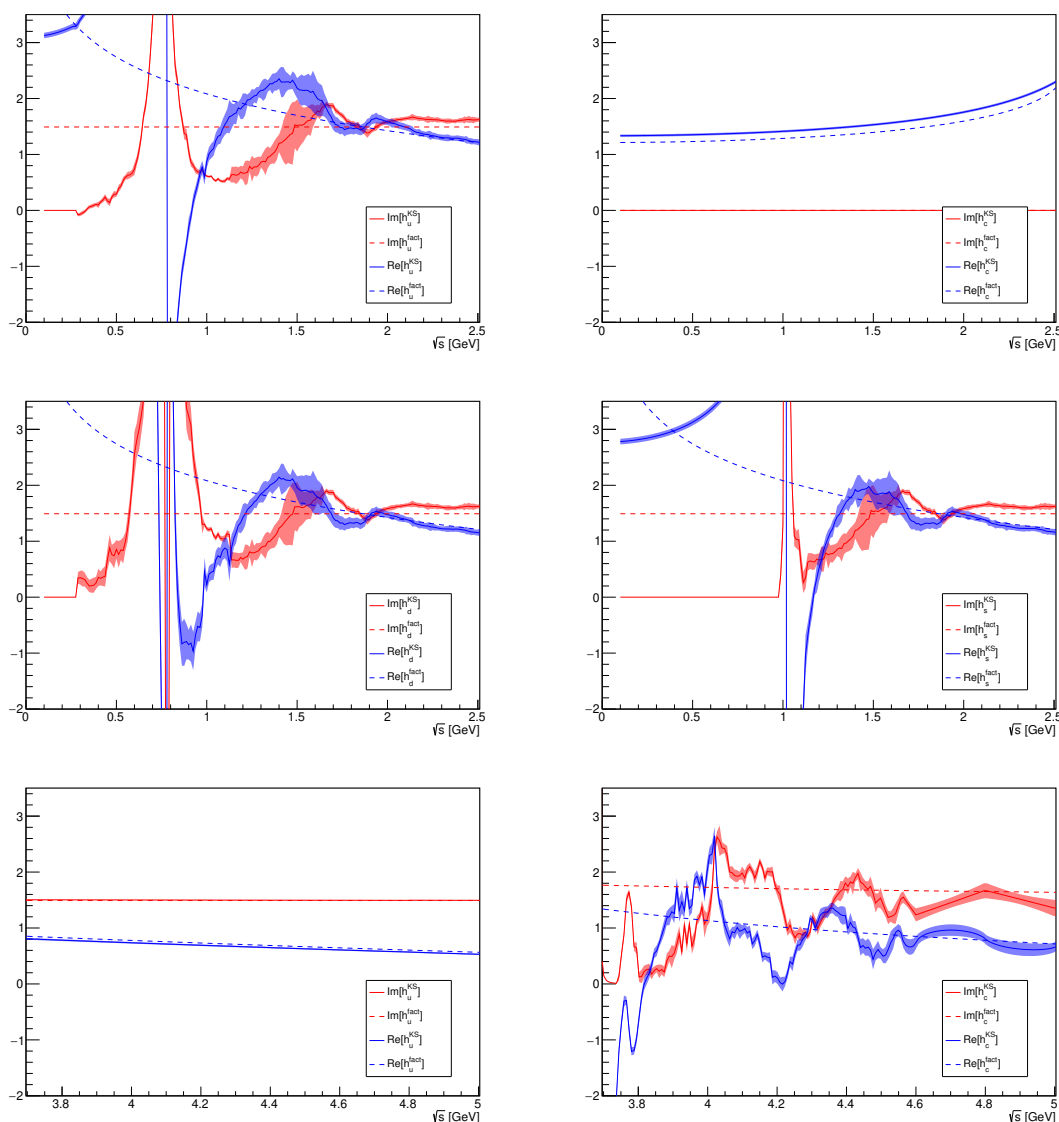 3
2
1
0
−1
−2
0 0.5 1 1.5 2 2.5
√s [GeV]
Im[h_u^KS]
Im[h_u^fact]
Re[h_u^KS]
Re[h_u^fact]
3
2
1
0
−1
−2
0 0.5 1 1.5 2 2.5
√s [GeV]
Im[h_c^KS]
Im[h_c^fact]
Re[h_c^KS]
Re[h_c^fact]
3
2
1
0
−1
−2
0 0.5 1 1.5 2 2.5
√s [GeV]
Im[h_d^KS]
Im[h_d^fact]
Re[h_d^KS]
Re[h_d^fact]
3
2
1
0
−1
−2
0 0.5 1 1.5 2 2.5
√s [GeV]
Im[h_s^KS]
Im[h_s^fact]
Re[h_s^KS]
Re[h_s^fact]
3
2
1
0
−1
−2
3.8 4 4.2 4.4 4.6 4.8 5
√s [GeV]
Im[h_u^KS]
Im[h_u^fact]
Re[h_u^KS]
Re[h_u^fact]
3
2
1
0
−1
−2
3.8 4 4.2 4.4 4.6 4.8 5
√s [GeV]
Im[h_c^KS]
Im[h_c^fact]
Re[h_c^KS]
Re[h_c^fact]